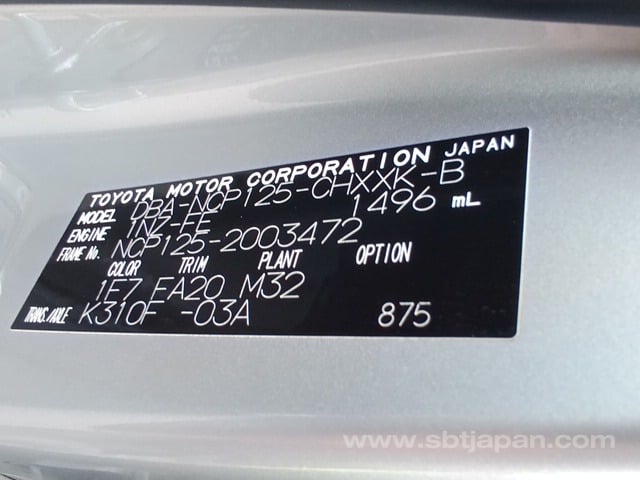 TOYOTA MOTOR CORPORATION JAPAN
MODEL DBA-NCP125-CHXXK-B
ENGINE 1NZ-FE 1496 mL
FRAME No. NCP125-2003472
COLOR TRIM PLANT OPTION
1F7 FA20 M32
TRANS./AXLE K310F -03A 875
www.sbtjapan.com